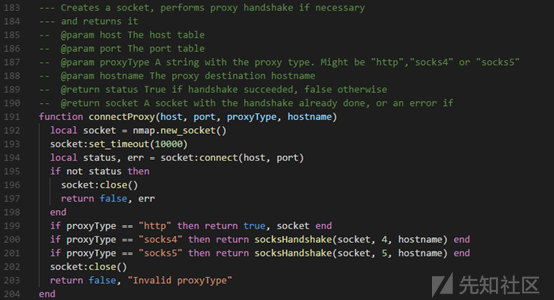 183 --- Creates a socket, performs proxy handshake if necessary
184 --- and returns it
185 -- @param host The host table
186 -- @param port The port table
187 -- @param proxyType A string with the proxy type. Might be "http","socks4" or "socks5"
188 -- @param hostname The proxy destination hostname
189 -- @return status True if handshake succeeded, false otherwise
190 -- @return socket A socket with the handshake already done, or an error if
191 function connectProxy(host, port, proxyType, hostname)
192 local socket = nmap.new_socket()
193 socket:set_timeout(10000)
194 local status, err = socket:connect(host, port)
195 if not status then
196 socket:close()
197 return false, err
198 end
199 if proxyType == "http" then return true, socket end
200 if proxyType == "socks4" then return socksHandshake(socket, 4, hostname) end
201 if proxyType == "socks5" then return socksHandshake(socket, 5, hostname) end
202 socket:close()
203 return false, "Invalid proxyType"
204 end
先知社区